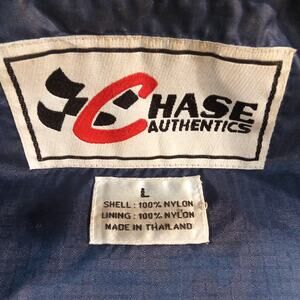 CHASE
AUTHENTICS
L
SHELL : 100% NYLON
LINING : 100% NYLON
MADE IN THAILAND